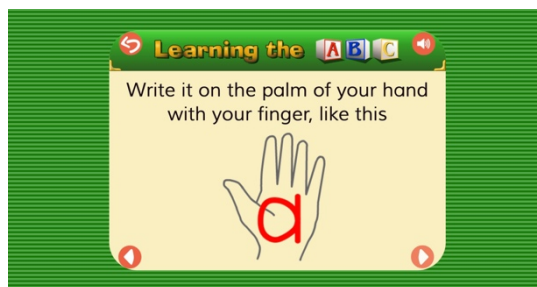 Learning the ABC
Write it on the palm of your hand
with your finger, like this
a